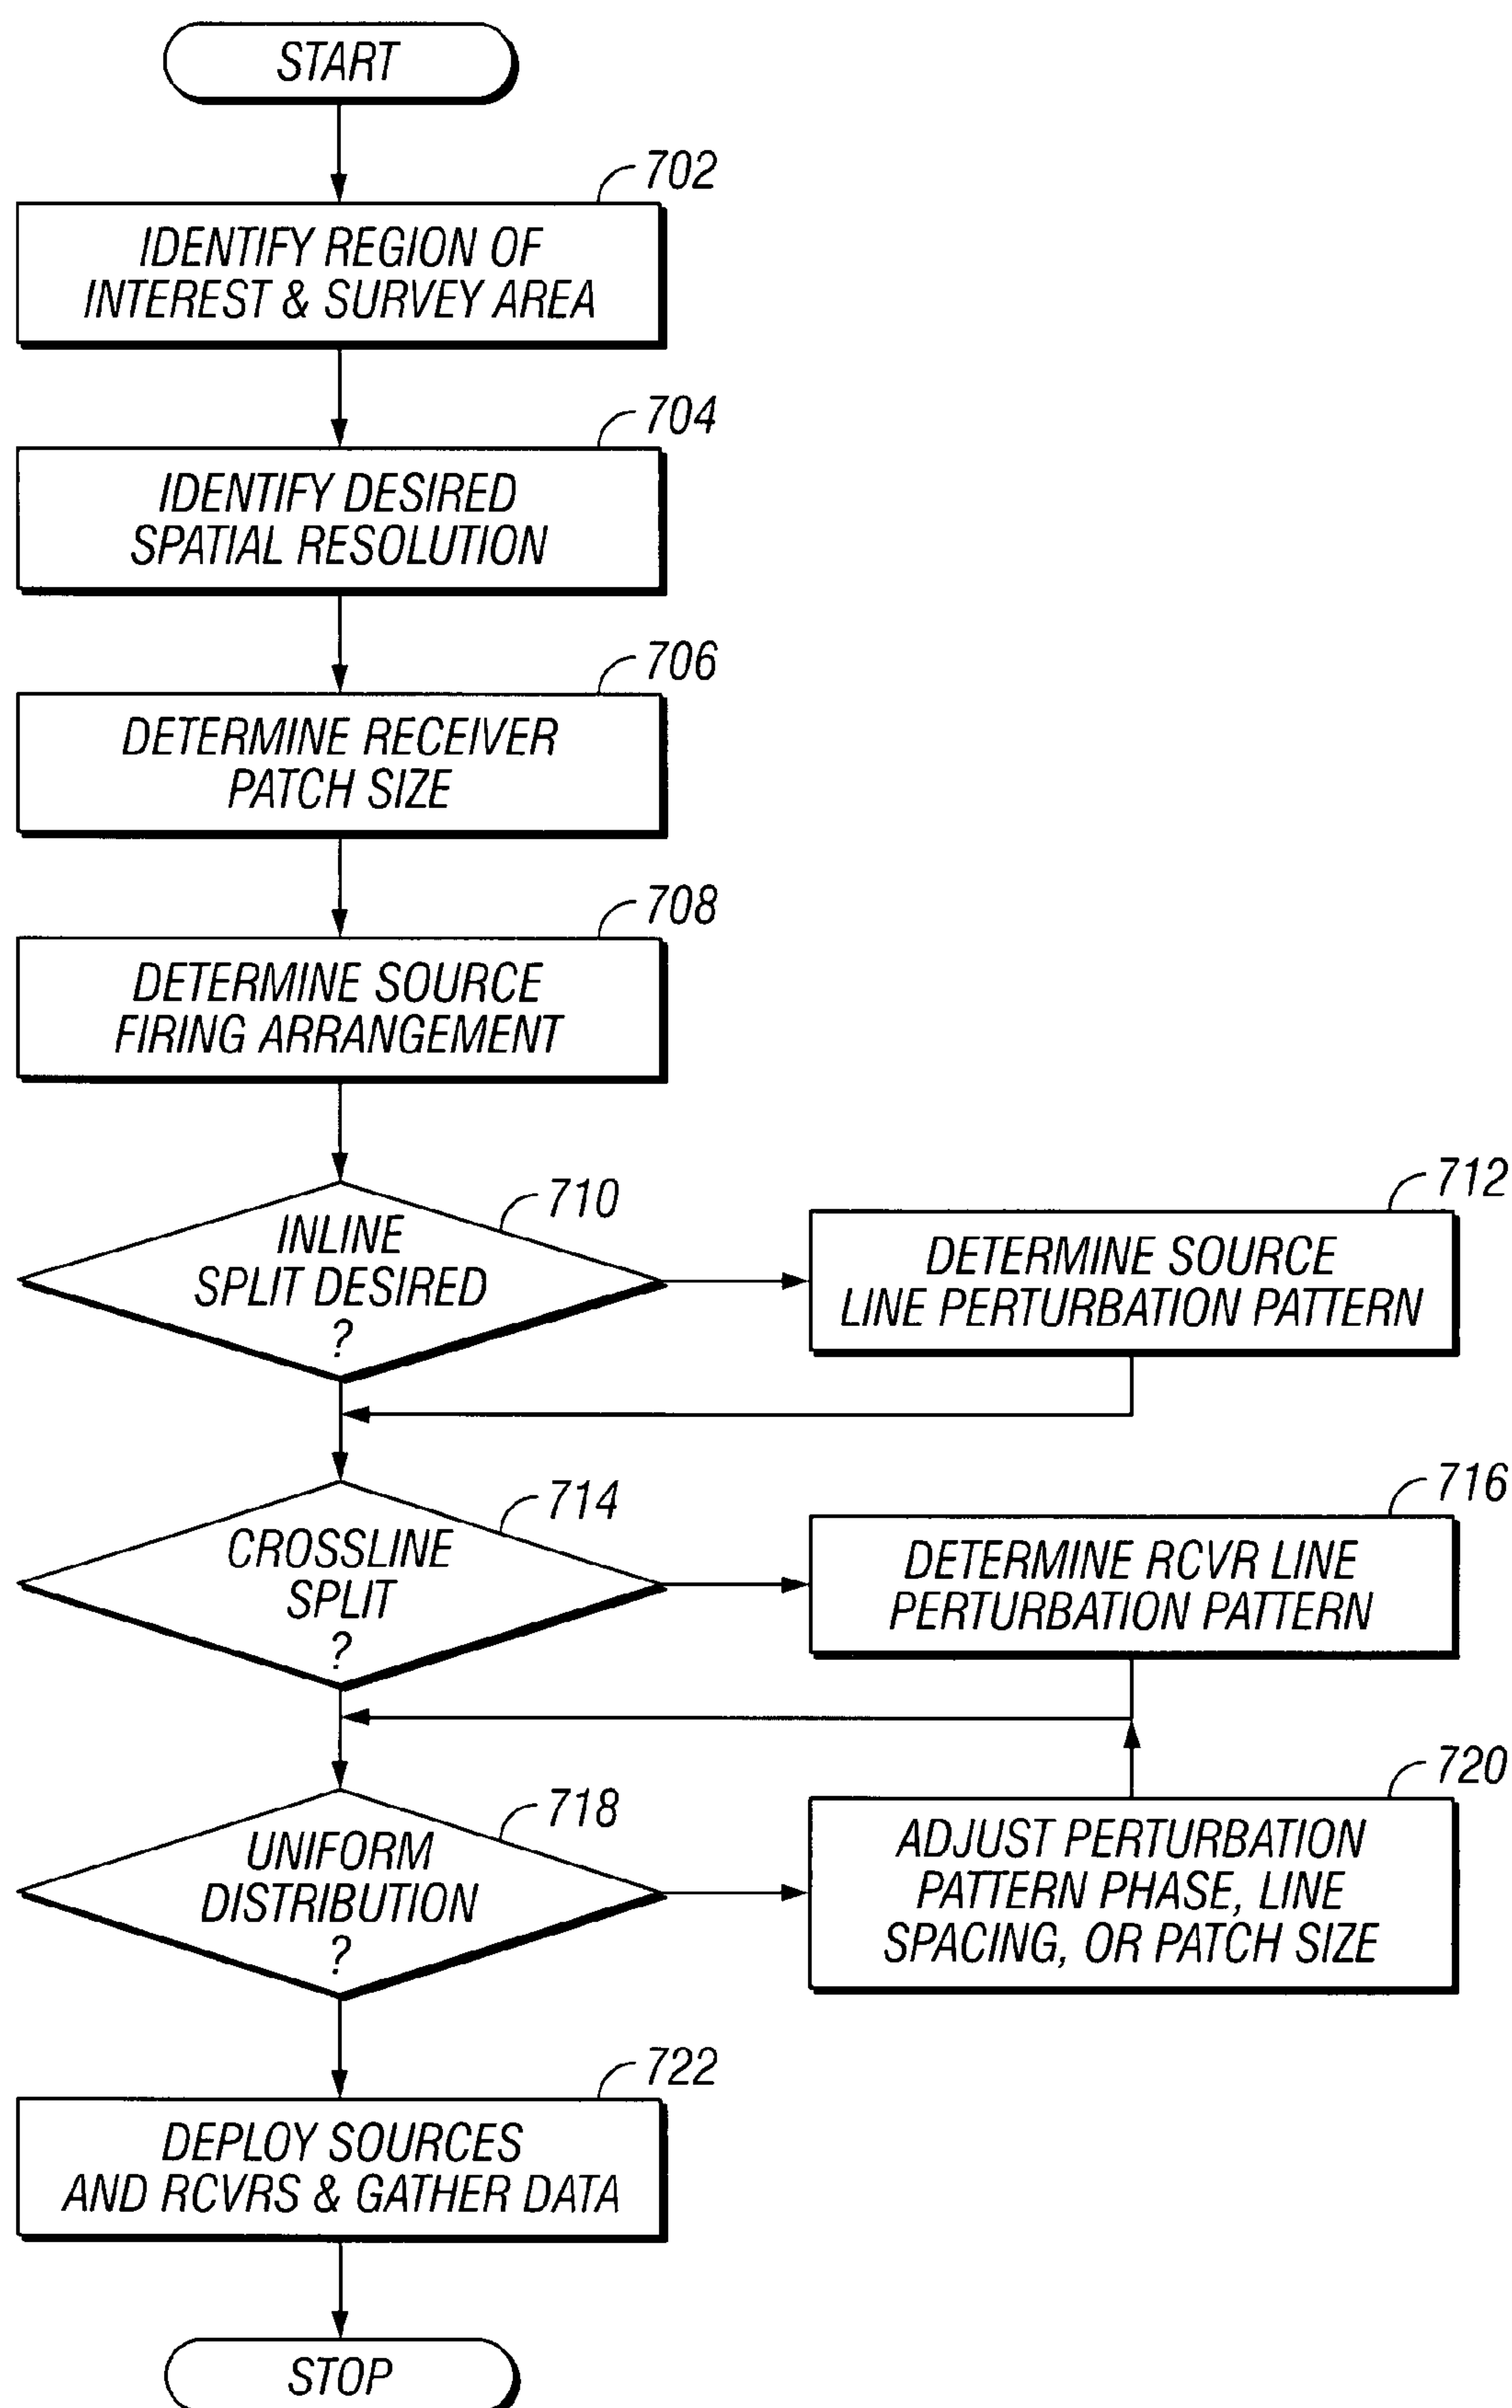 START
702
IDENTIFY REGION OF
INTEREST & SURVEY AREA
704
IDENTIFY DESIRED
SPATIAL RESOLUTION
706
DETERMINE RECEIVER
PATCH SIZE
708
DETERMINE SOURCE
FIRING ARRANGEMENT
710
INLINE
SPLIT DESIRED
?
712
DETERMINE SOURCE
LINE PERTURBATION PATTERN
714
CROSSLINE
SPLIT
?
716
DETERMINE RCVR LINE
PERTURBATION PATTERN
718
UNIFORM
DISTRIBUTION
?
720
ADJUST PERTURBATION
PATTERN PHASE, LINE
SPACING, OR PATCH SIZE
722
DEPLOY SOURCES
AND RCVRS & GATHER DATA
STOP